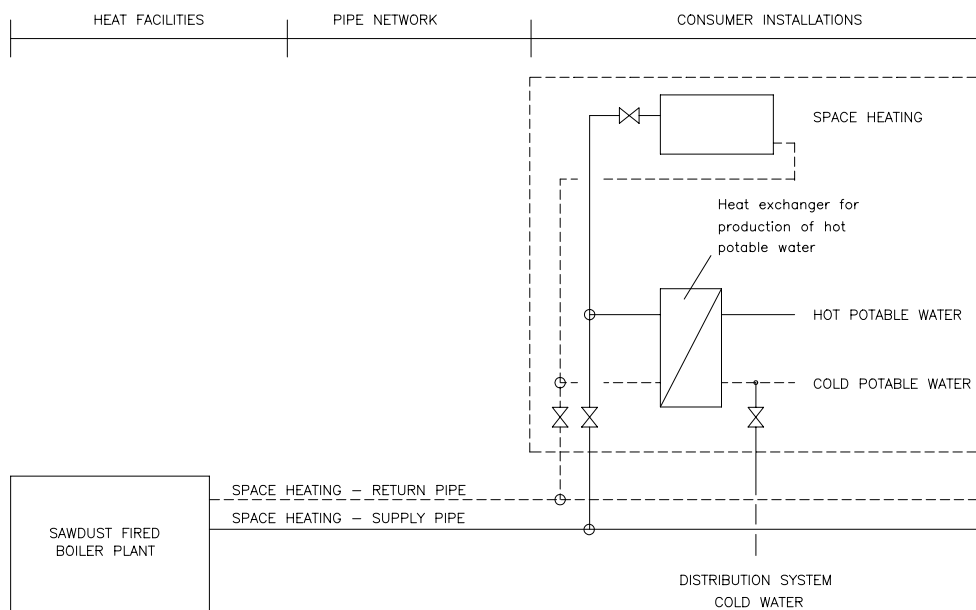 HEAT FACILITIES
PIPE NETWORK
CONSUMER INSTALLATIONS
SPACE HEATING
Heat exchanger for
production of hot
potable water
HOT POTABLE WATER
COLD POTABLE WATER
SPACE HEATING – RETURN PIPE
SPACE HEATING – SUPPLY PIPE
SAWDUST FIRED
BOILER PLANT
DISTRIBUTION SYSTEM
COLD WATER